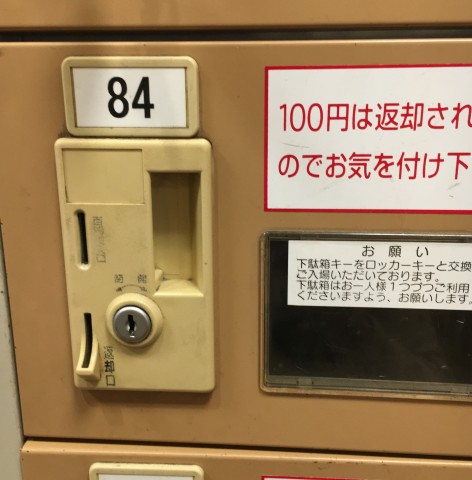 84
100円は返却され
のでお気を付け下
お願い
下駄箱キーをロッカーキーと交換
ご入場いただいております。
下駄箱はお一人様1つづつご利用
くださいますよう、お願いします。